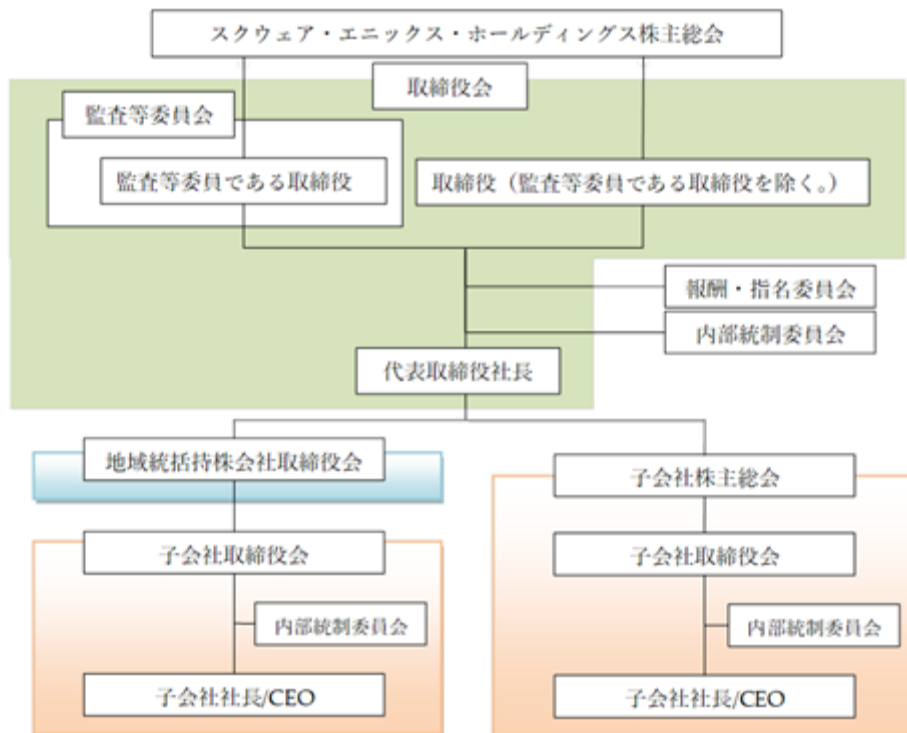 スクウェア・エニックス・ホールディングス株主総会
取締役会
監査等委員会
監査等委員である取締役
取締役（監査等委員である取締役を除く。）
報酬・指名委員会
内部統制委員会
代表取締役社長
地域統括持株会社取締役会
子会社株主総会
子会社取締役会
子会社取締役会
内部統制委員会
内部統制委員会
子会社社長/CEO
子会社社長/CEO